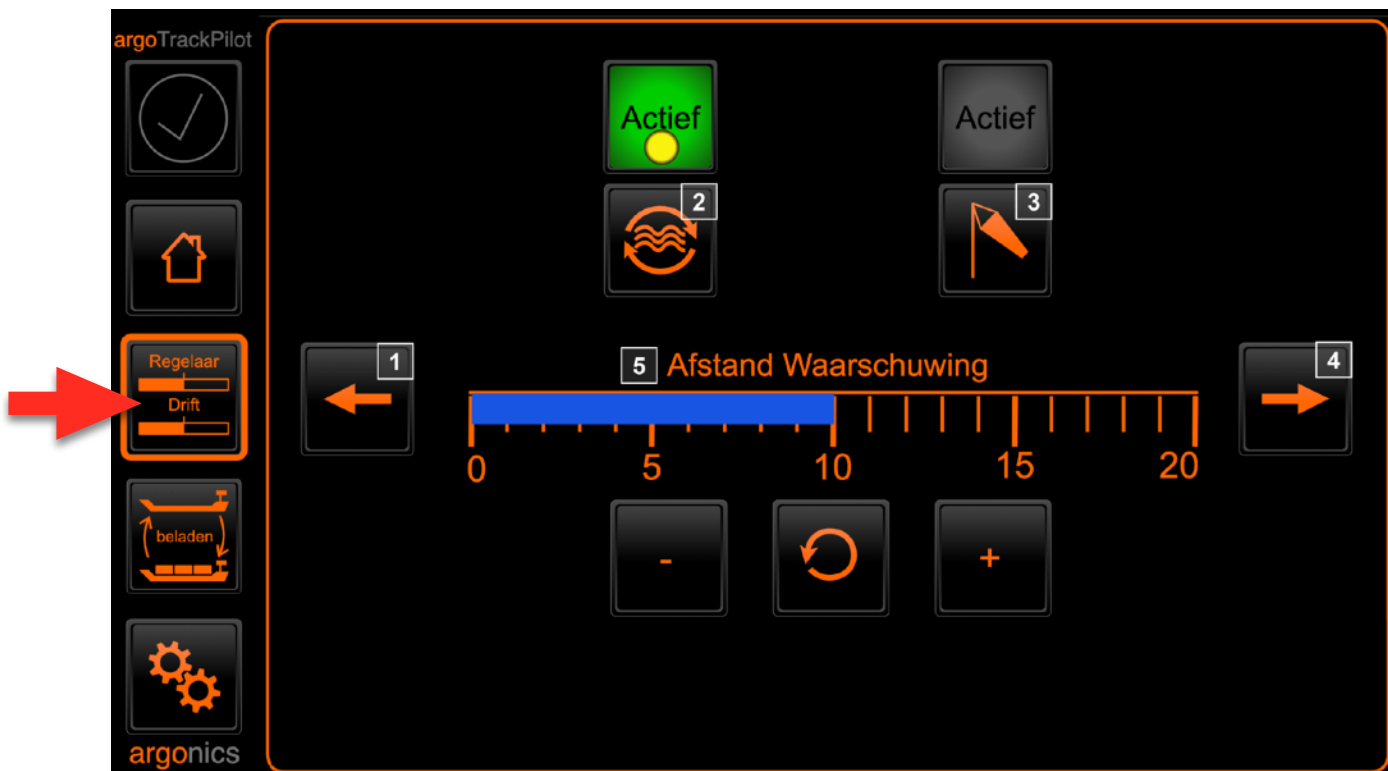 argoTrackPilot
Actief
Actief
2
3
Regelaar
Drift
1
5 Afstand Waarschuwing
4
0 5 10 15 20
beladen
- +
argonics